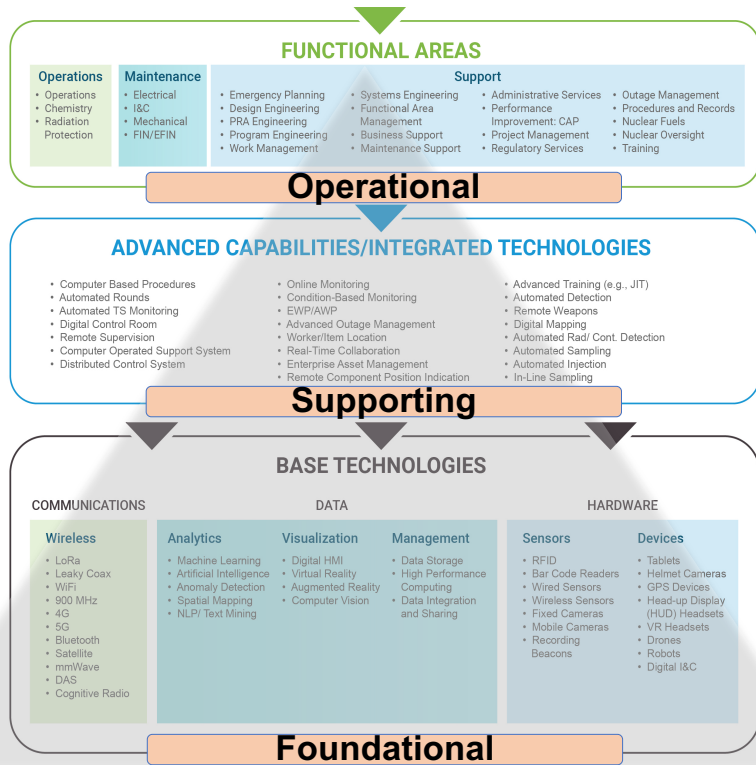 FUNCTIONAL AREAS
Operations
• Operations
• Chemistry
• Radiation
Protection
Maintenance
• Electrical
• I&C
• Mechanical
• FIN/EFIN
Support
• Emergency Planning
• Design Engineering
• PRA Engineering
• Program Engineering
• Work Management
• Systems Engineering
• Functional Area
Management
• Business Support
• Maintenance Support
• Administrative Services
• Performance
Improvement: CAP
• Project Management
• Regulatory Services
• Outage Management
• Procedures and Records
• Nuclear Fuels
• Nuclear Oversight
• Training
Operational
ADVANCED CAPABILITIES/INTEGRATED TECHNOLOGIES
• Computer Based Procedures
• Automated Rounds
• Automated TS Monitoring
• Digital Control Room
• Remote Supervision
• Computer Operated Support System
• Distributed Control System
• Online Monitoring
• Condition-Based Monitoring
• EWP/AWP
• Advanced Outage Management
• Worker/Item Location
• Real-Time Collaboration
• Enterprise Asset Management
• Remote Component Position Indication
• Advanced Training (e.g., JIT)
• Automated Detection
• Remote Weapons
• Digital Mapping
• Automated Rad/ Cont. Detection
• Automated Sampling
• Automated Injection
• In-Line Sampling
Supporting
BASE TECHNOLOGIES
COMMUNICATIONS
Wireless
• LoRa
• Leaky Coax
• WiFi
• 900 MHz
• 4G
• 5G
• Bluetooth
• Satellite
• mmWave
• DAS
• Cognitive Radio
DATA
Analytics
• Machine Learning
• Artificial Intelligence
• Anomaly Detection
• Spatial Mapping
• NLP/ Text Mining
Visualization
• Digital HMI
• Virtual Reality
• Augmented Reality
• Computer Vision
Management
• Data Storage
• High Performance
Computing
• Data Integration
and Sharing
HARDWARE
Sensors
• RFID
• Bar Code Readers
• Wired Sensors
• Wireless Sensors
• Fixed Cameras
• Mobile Cameras
• Recording
Beacons
Devices
• Tablets
• Helmet Cameras
• GPS Devices
• Head-up Display
(HUD) Headsets
• VR Headsets
• Drones
• Robots
• Digital I&C
Foundational